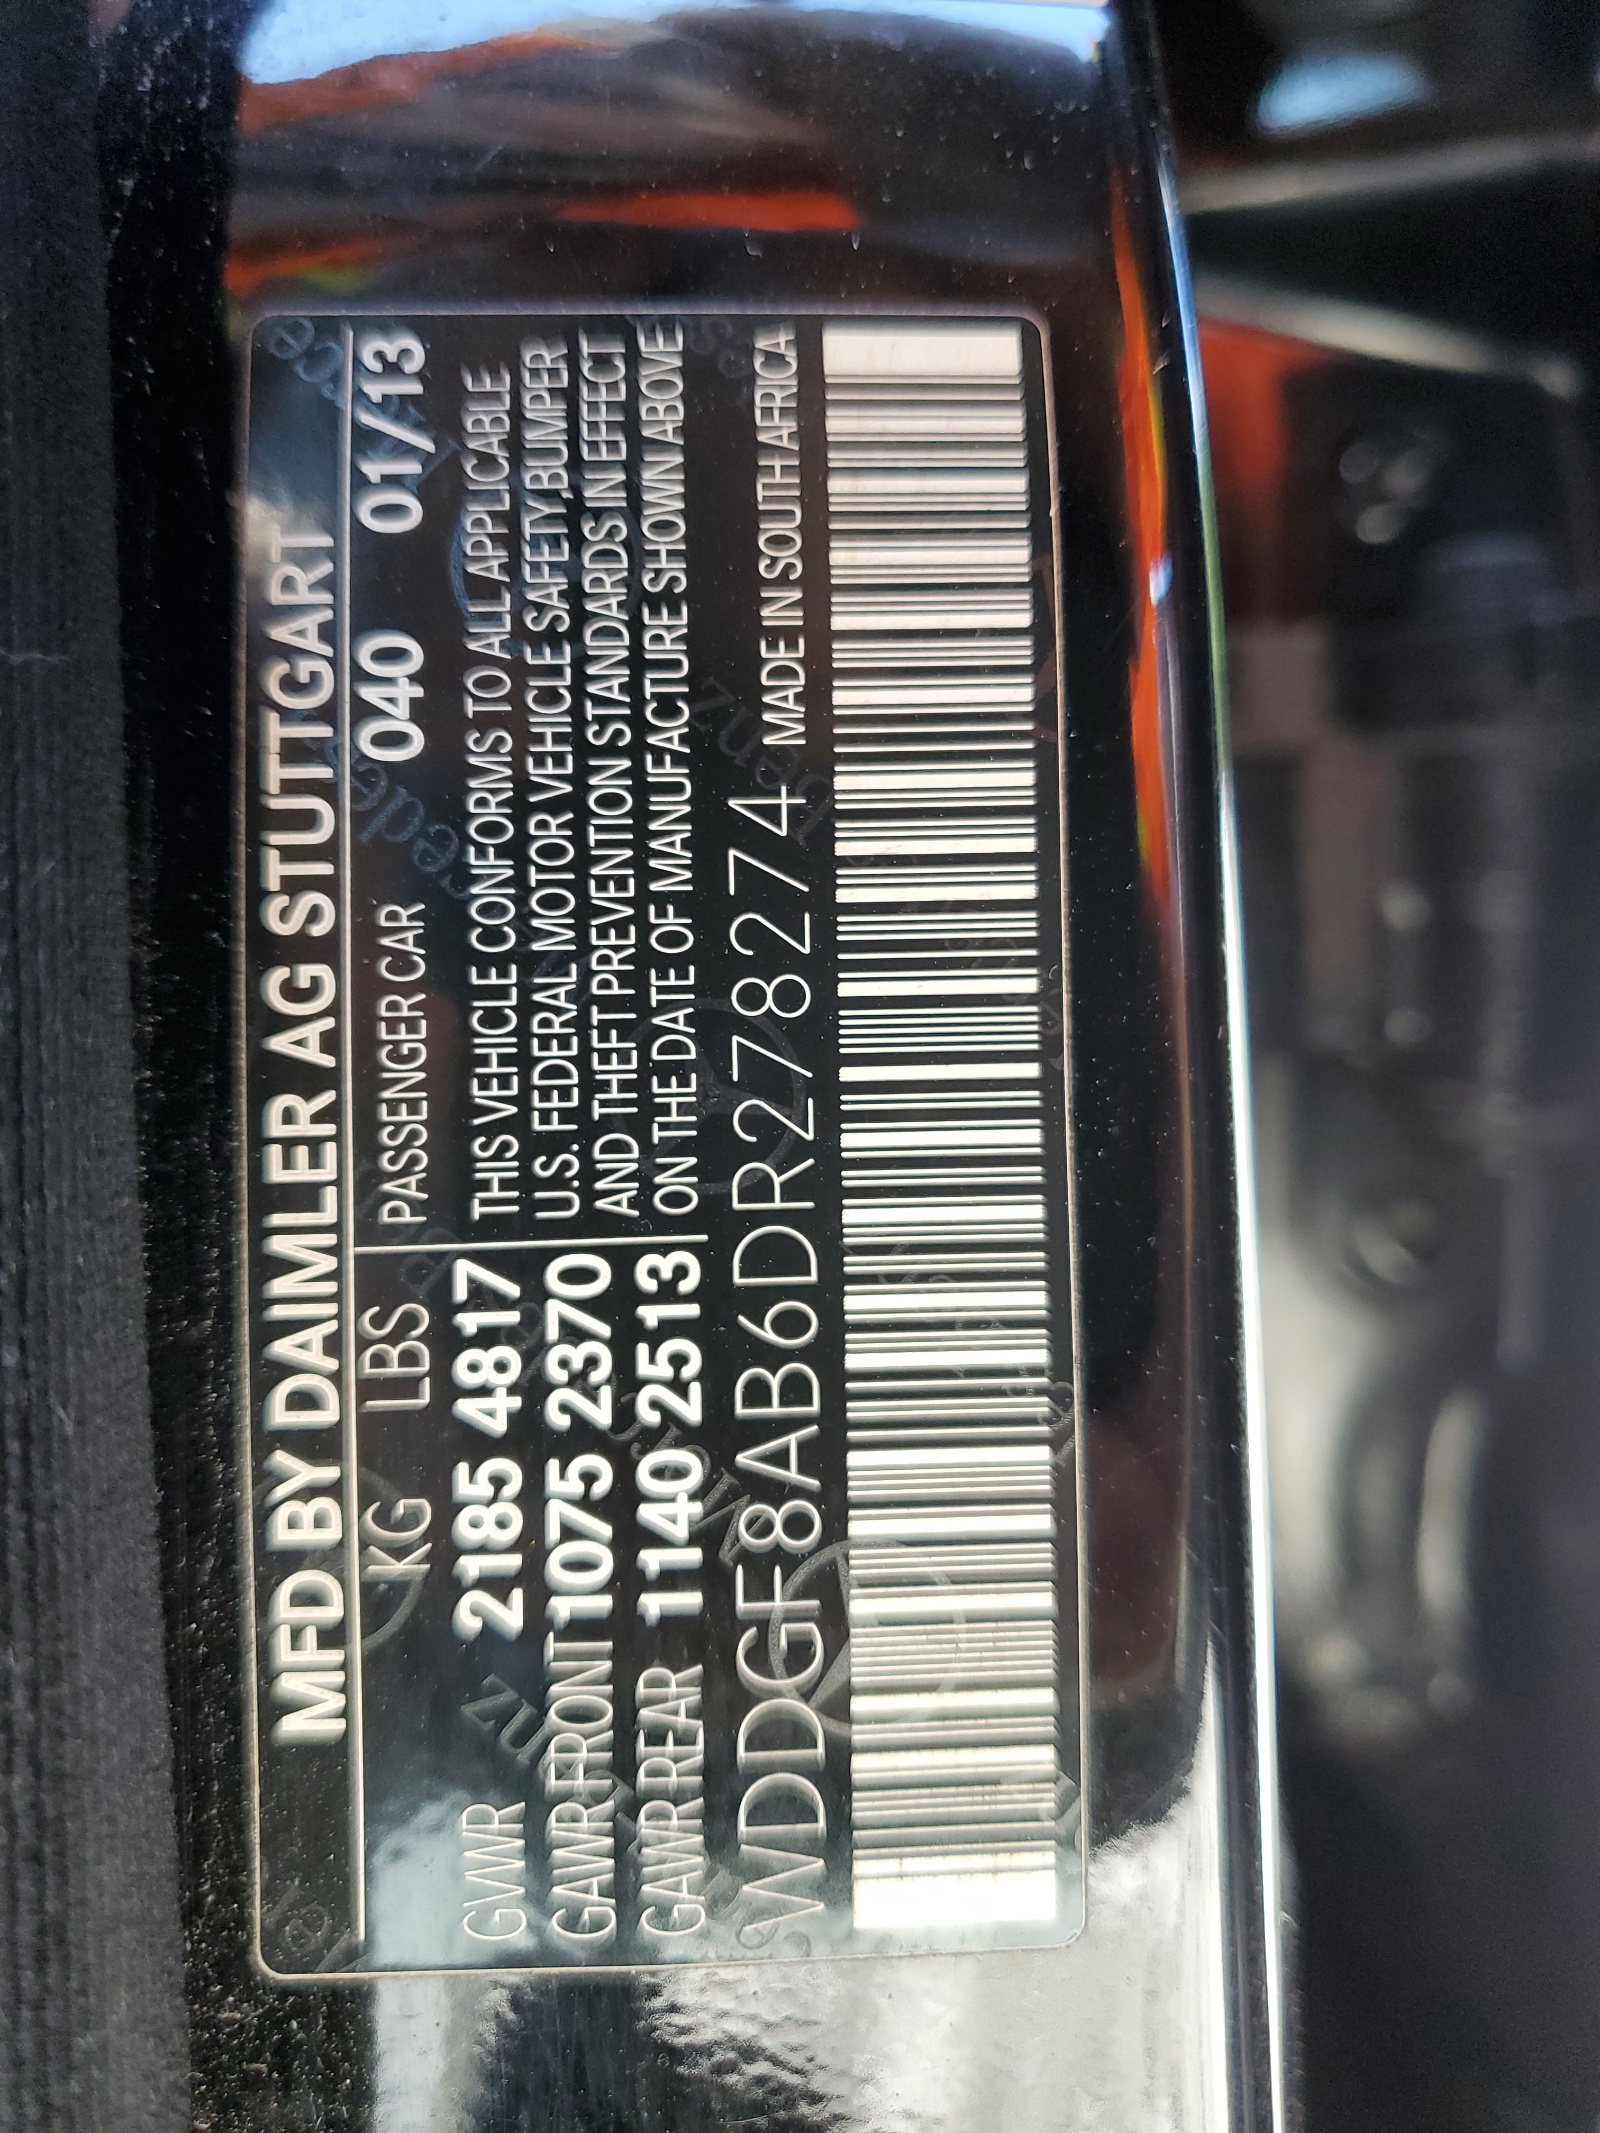 MFD BY DAIMLER AG STUTTGART
KG LBS PASSENGER CAR 040 01/13
GVWR 2185 4817 THIS VEHICLE CONFORMS TO ALL APPLICABLE
U.S. FEDERAL MOTOR VEHICLE SAFETY,BUMPER
GAWR FRONT 1075 2370 AND THEFT PREVENTION STANDARDS IN EFFECT
GAWR REAR 1140 2513 ON THE DATE OF MANUFACTURE SHOWN ABOVE
WDDGF8AB6DR278274 MADE IN SOUTH AFRICA